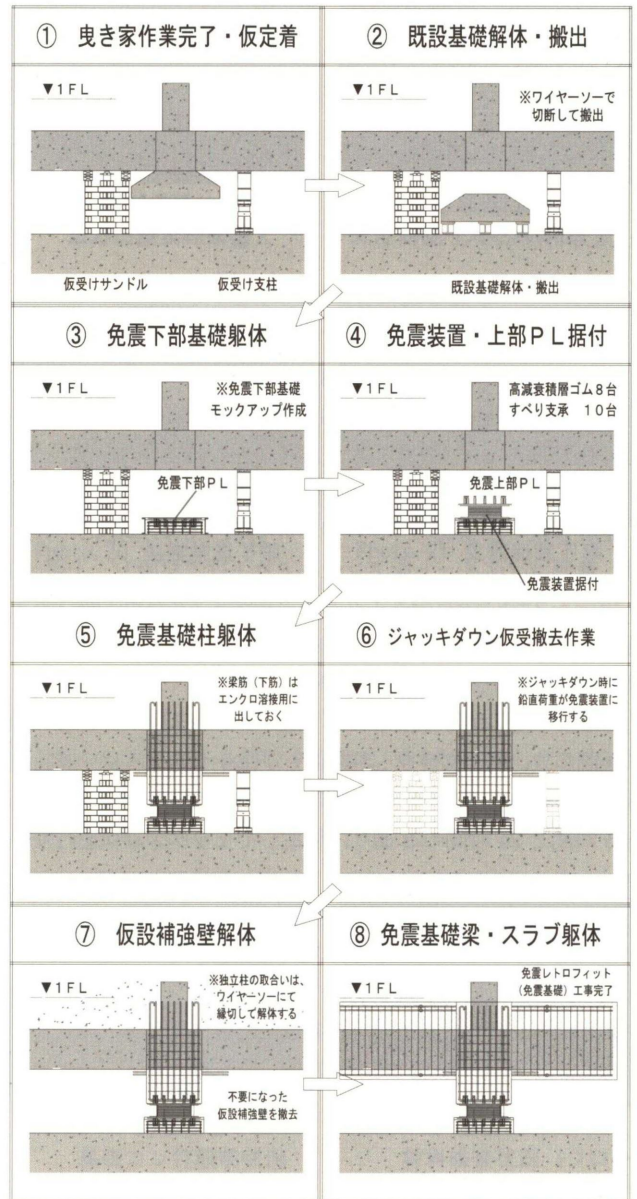 ① 曳き家作業完了・仮定着
▼1FL
仮受けサンドル
仮受け支柱
② 既設基礎解体・搬出
▼1FL
※ワイヤーソーで
切断して搬出
既設基礎解体・搬出
③ 免震下部基礎躯体
▼1FL
※免震下部基礎
モックアップ作成
免震下部PL
④ 免震装置・上部PL据付
▼1FL
高減衰積層ゴム8台
すべり支承 10台
免震上部PL
免震装置据付
⑤ 免震基礎柱躯体
▼1FL
※梁筋(下筋)は
エンクロ溶接用に
出しておく
⑥ ジャッキダウン仮受撤去作業
▼1FL
※ジャッキダウン時に
鉛直荷重が免震装置に
移行する
⑦ 仮設補強壁解体
▼1FL
※独立柱の取合いは、
ワイヤーソーにて
縁切して解体する
不要になった
仮設補強壁を撤去
⑧ 免震基礎梁・スラブ躯体
▼1FL
免震レトロフィット
(免震基礎)工事完了